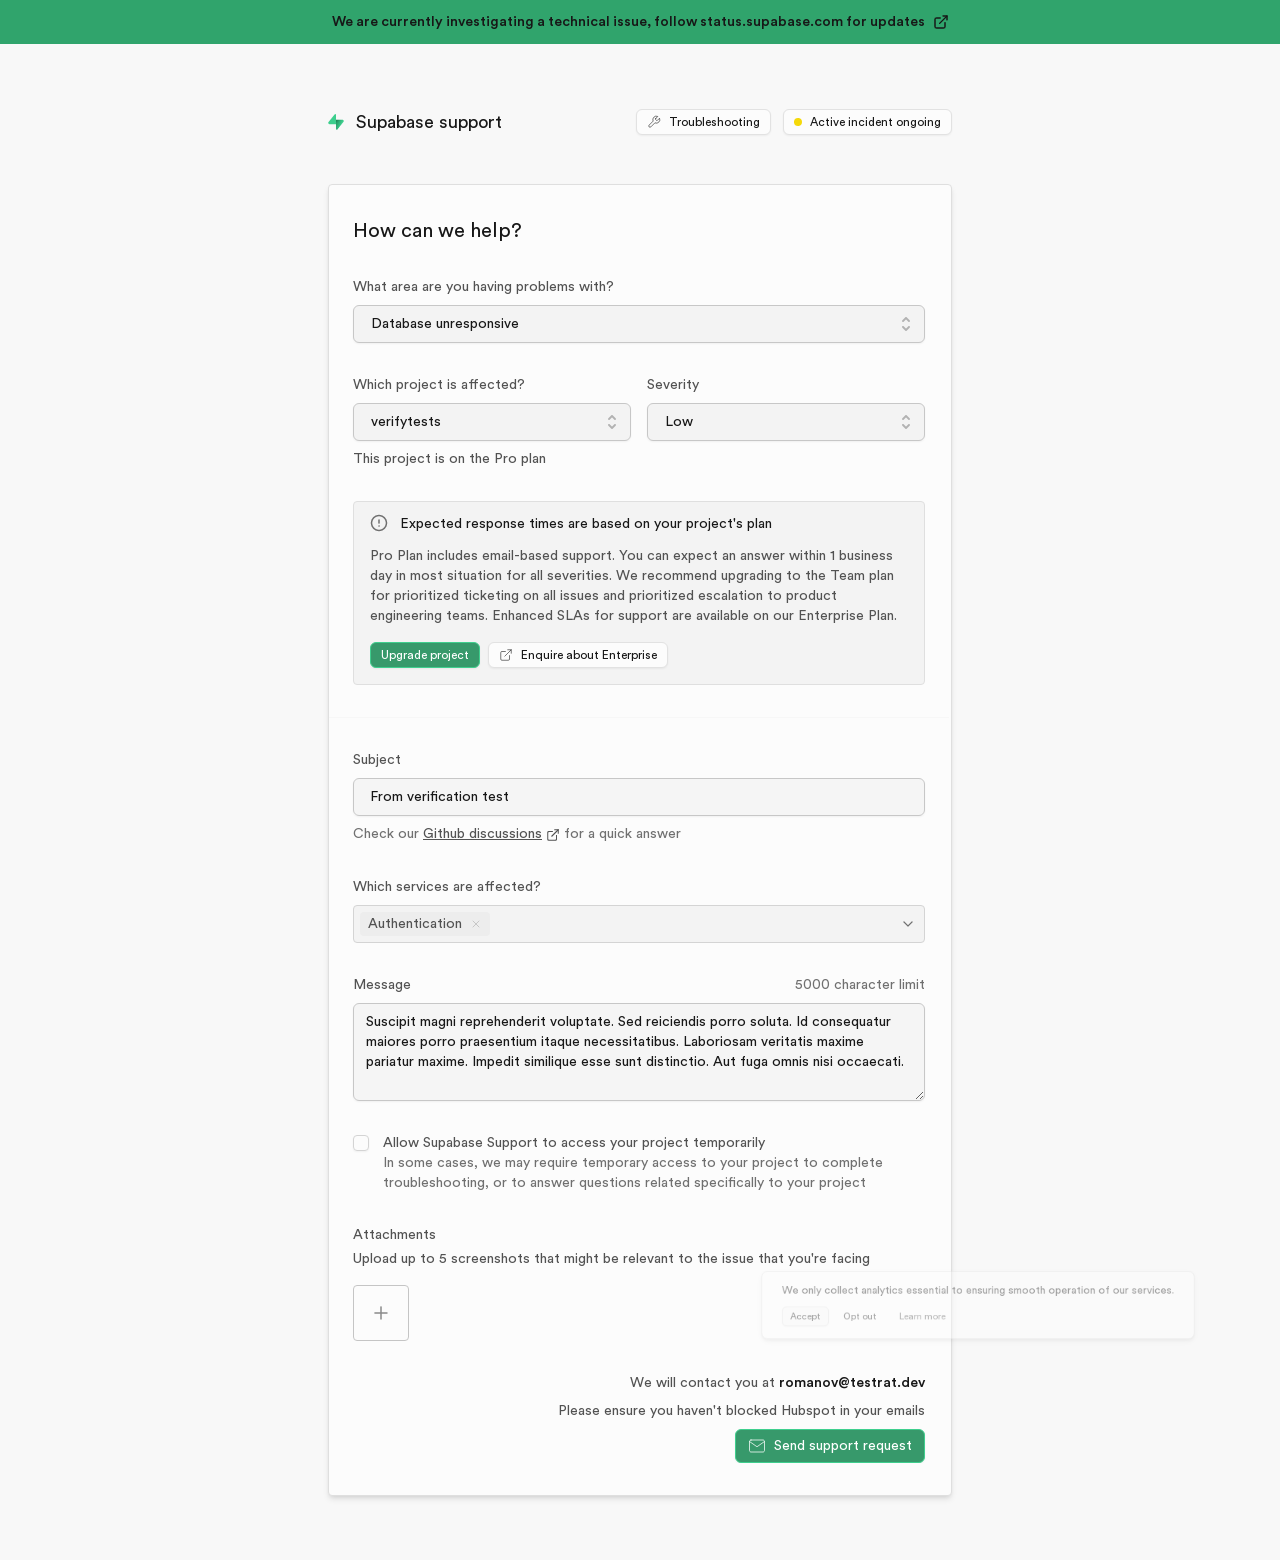 We are currently investigating a technical issue, follow status.supabase.com for updates
Supabase support
Troubleshooting
Active incident ongoing
How can we help?
What area are you having problems with?
Database unresponsive
Which project is affected?
Severity
verifytests
Low
This project is on the Pro plan
Expected response times are based on your project's plan
Pro Plan includes email-based support. You can expect an answer within 1 business
day in most situation for all severities. We recommend upgrading to the Team plan
for prioritized ticketing on all issues and prioritized escalation to product
engineering teams. Enhanced SLAs for support are available on our Enterprise Plan.
Upgrade project
Enquire about Enterprise
Subject
From verification test
Check our Github discussions for a quick answer
Which services are affected?
Authentication
Message
5000 character limit
Suscipit magni reprehenderit voluptate. Sed reiciendis porro soluta. Id consequatur
maiores porro praesentium itaque necessitatibus. Laboriosam veritatis maxime
pariatur maxime. Impedit similique esse sunt distinctio. Aut fuga omnis nisi occaecati.
Allow Supabase Support to access your project temporarily
In some cases, we may require temporary access to your project to complete
troubleshooting, or to answer questions related specifically to your project
Attachments
Upload up to 5 screenshots that might be relevant to the issue that you're facing
We only collect analytics essential to ensuring smooth operation of our services.
Accept
Opt out
Learn more
We will contact you at romanov@testrat.dev
Please ensure you haven't blocked Hubspot in your emails
Send support request